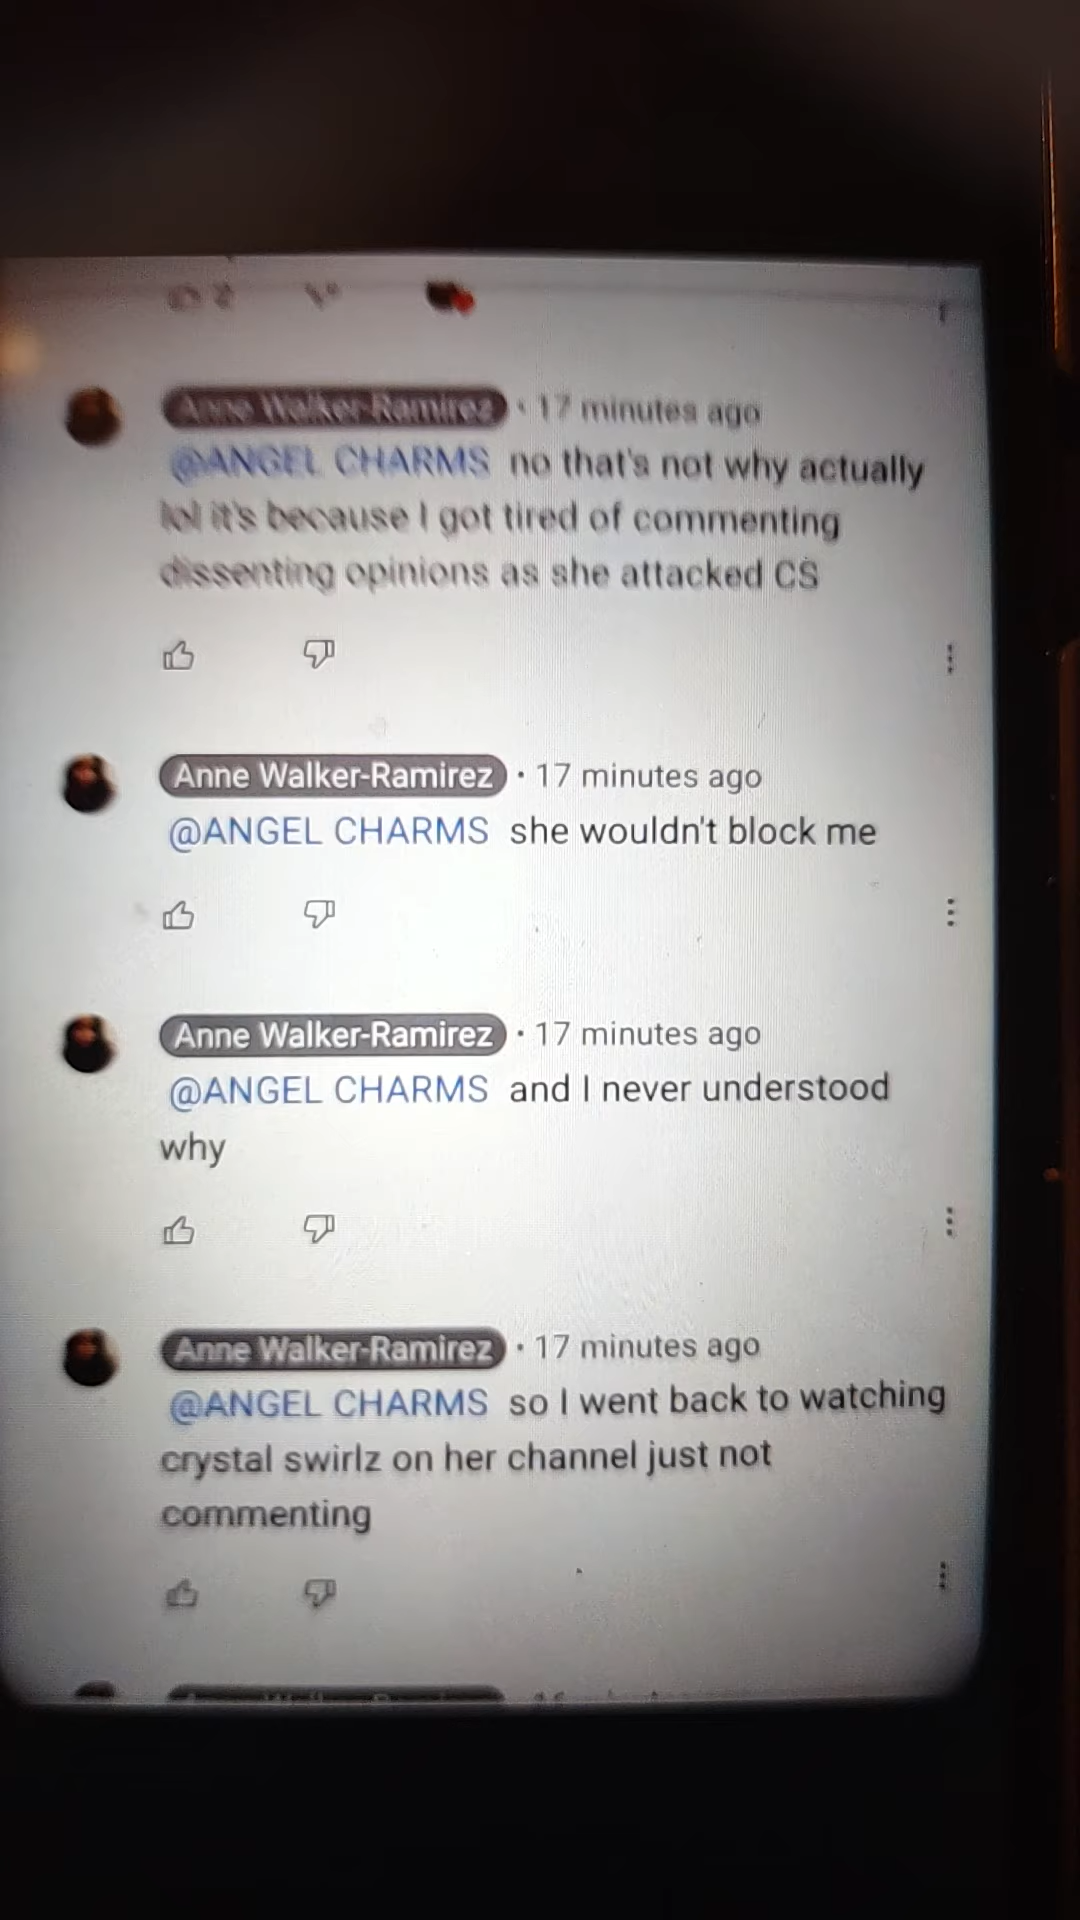 2
Anne Walker-Ramirez · 17 minutes ago
@ANGEL CHARMS no that's not why actually
lol it's because I got tired of commenting
dissenting opinions as she attacked CS
Anne Walker-Ramirez · 17 minutes ago
@ANGEL CHARMS she wouldn't block me
Anne Walker-Ramirez · 17 minutes ago
@ANGEL CHARMS and I never understood
why
Anne Walker-Ramirez · 17 minutes ago
@ANGEL CHARMS so I went back to watching
crystal swirlz on her channel just not
commenting